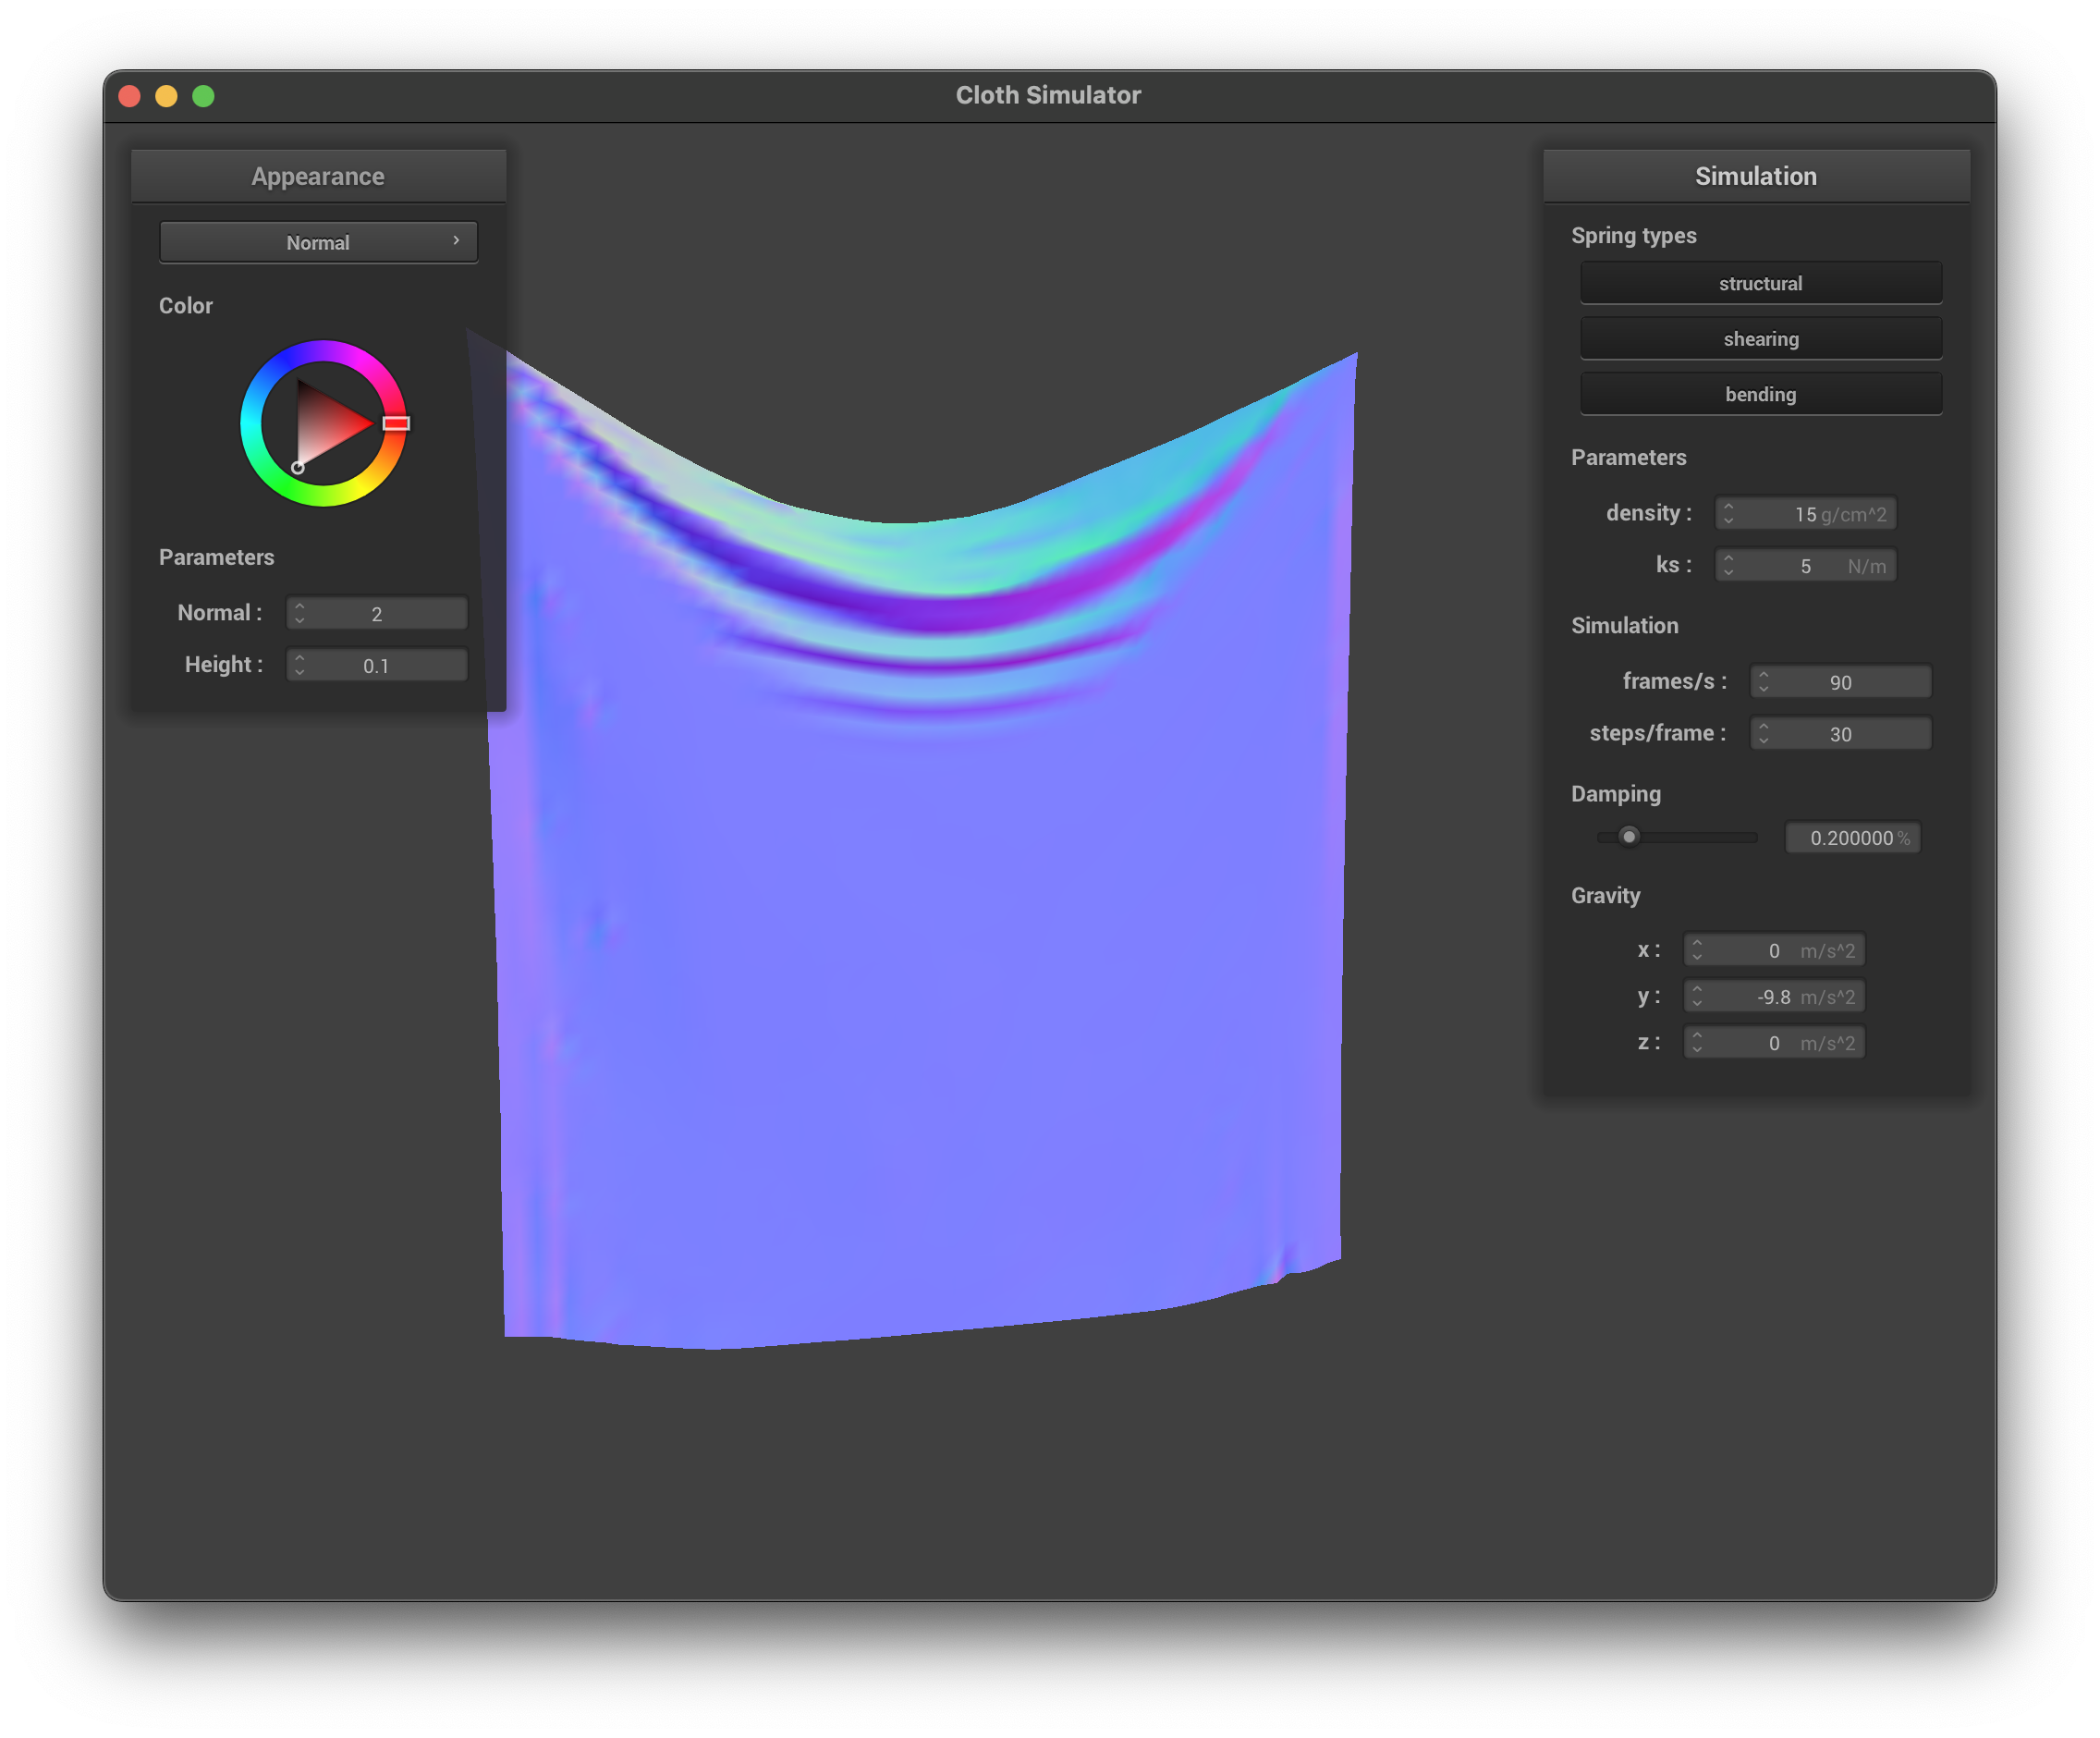 Cloth Simulator
Appearance
Normal
Color
Parameters
Normal : 2
Height : 0.1
Simulation
Spring types
structural
shearing
bending
Parameters
density : 15 g/cm^2
ks : 5 N/m
Simulation
frames/s : 90
steps/frame : 30
Damping
0.200000 %
Gravity
x : 0 m/s^2
y : -9.8 m/s^2
z : 0 m/s^2